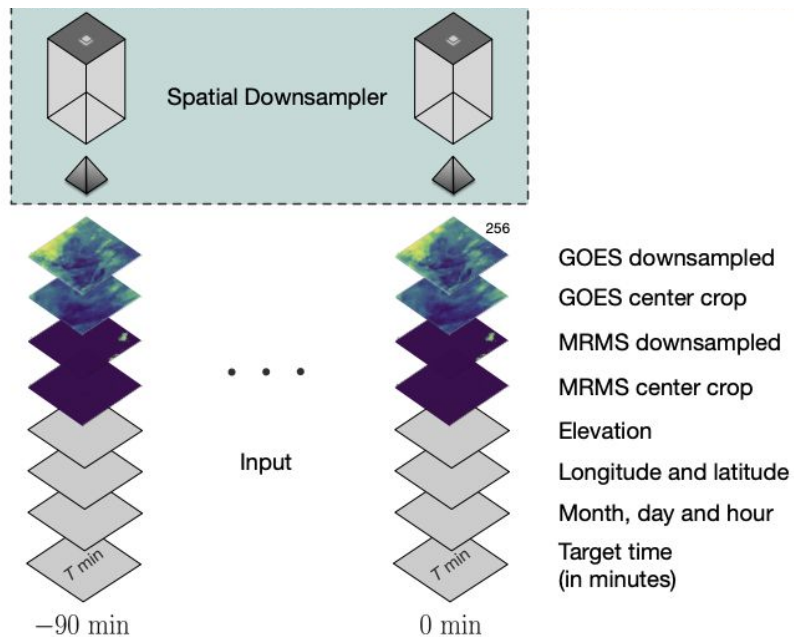 Spatial Downsampler
256
GOES downsampled
GOES center crop
MRMS downsampled
MRMS center crop
Elevation
Input
Longitude and latitude
Month, day and hour
T min
T min
Target time
(in minutes)
−90 min
0 min